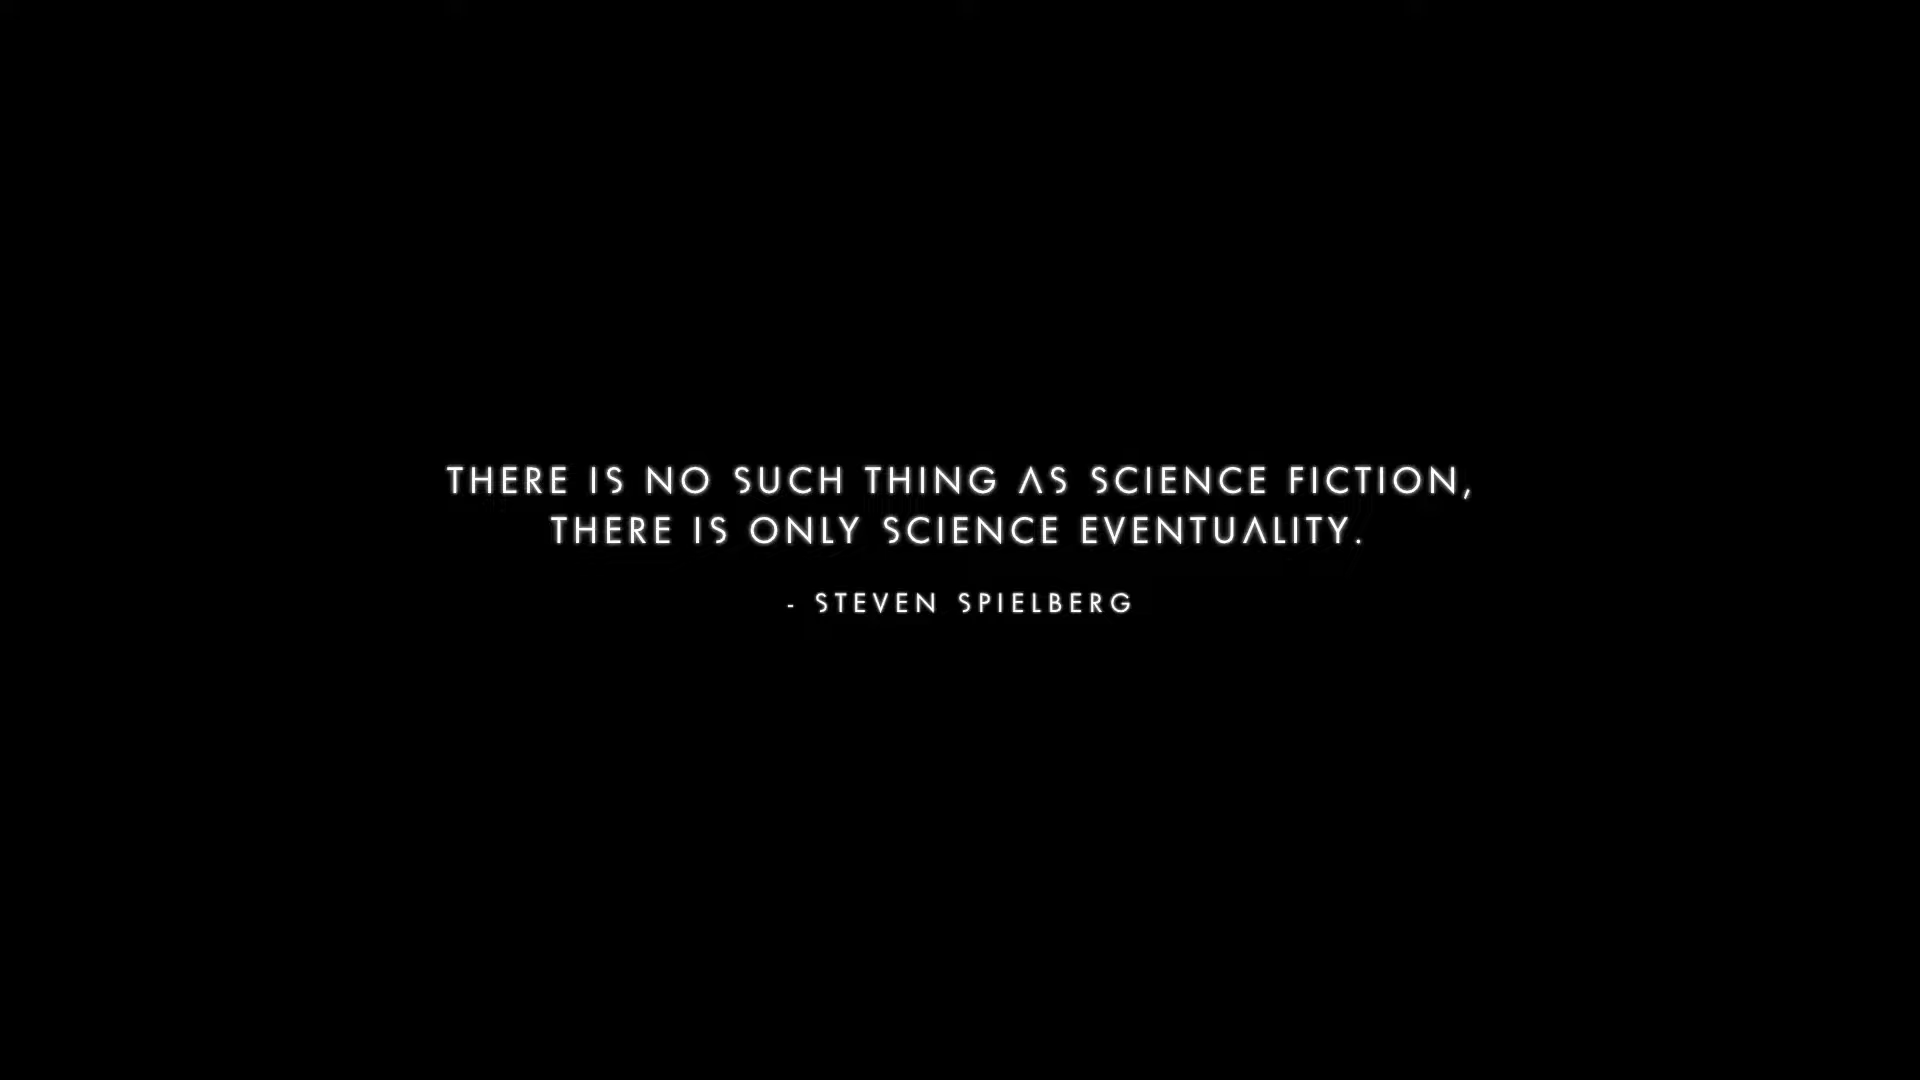 THERE IS NO SUCH THING AS SCIENCE FICTION,
THERE IS ONLY SCIENCE EVENTUALITY.
- STEVEN SPIELBERG